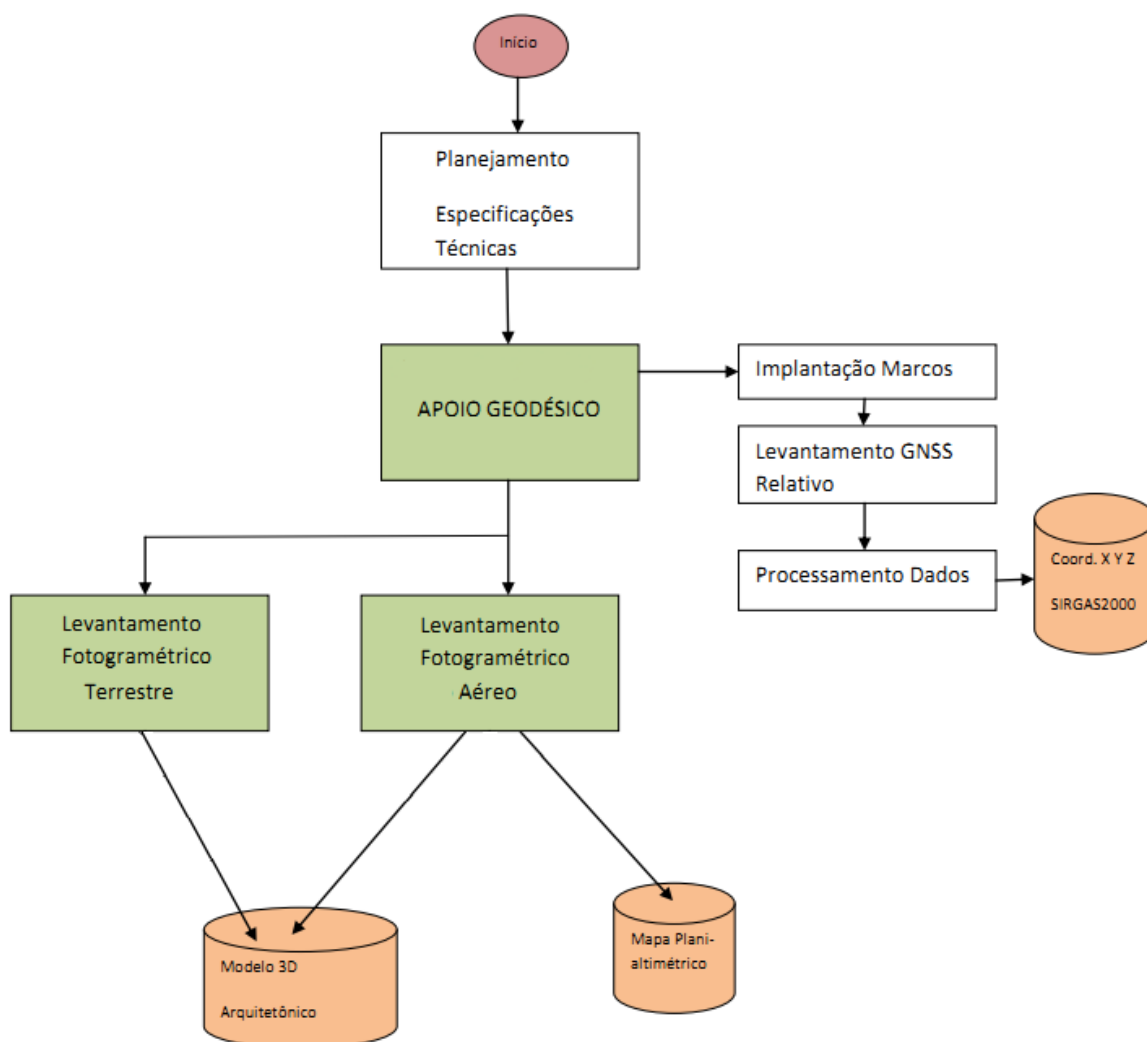 Início
Planejamento
Especificações
Técnicas
APOIO GEODÉSICO
Implantação Marcos
Levantamento GNSS
Relativo
Processamento Dados
Coord. X Y Z
SIRGAS2000
Levantamento
Fotogramétrico
Terrestre
Levantamento
Fotogramétrico
Aéreo
Modelo 3D
Arquitetônico
Mapa Plani-
altimétrico